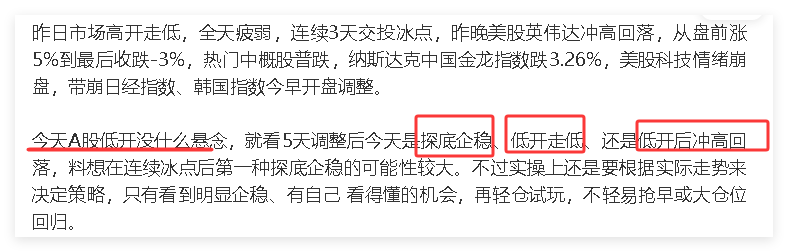 昨日市场高开走低，全天疲弱，连续3天交投冰点，昨晚美股英伟达冲高回落，从盘前涨
5%到最后收跌-3%，热门中概股普跌，纳斯达克中国金龙指数跌3.26%，美股科技情绪崩
盘，带崩日经指数、韩国指数今早开盘调整。
今天A股低开没什么悬念，就看5天调整后今天是探底企稳、低开走低、还是低开后冲高回
落，料想在连续冰点后第一种探底企稳的可能性较大。不过实操上还是要根据实际走势来
决定策略，只有看到明显企稳、有自己 看得懂的机会，再轻仓试玩，不轻易抢早或大仓位
回归。